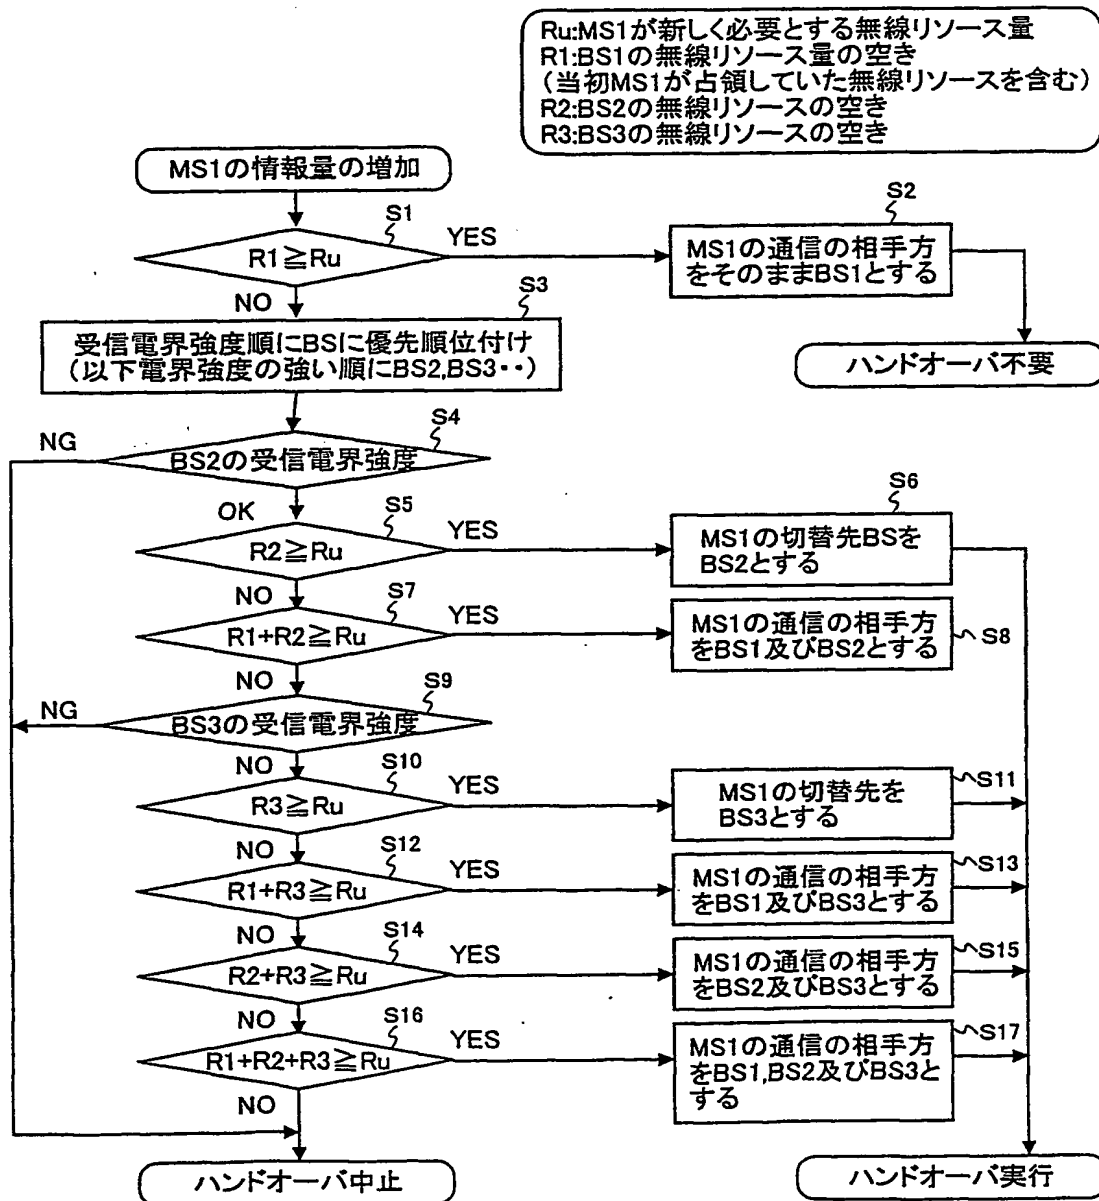 Ru:MS1が新しく必要とする無線リソース量
R1:BS1の無線リソース量の空き
(当初MS1が占領していた無線リソースを含む)
R2:BS2の無線リソースの空き
R3:BS3の無線リソースの空き
MS1の情報量の増加
S1
R1≧Ru
YES
NO
S2
MS1の通信の相手方
をそのままBS1とする
ハンドオーバ不要
S3
受信電界強度順にBSに優先順位付け
(以下電界強度の強い順にBS2,BS3・・)
S4
NG
BS2の受信電界強度
OK
S5
R2≧Ru
YES
NO
S6
MS1の切替先BSを
BS2とする
S7
R1+R2≧Ru
YES
NO
MS1の通信の相手方
をBS1及びBS2とする
S8
S9
NG
BS3の受信電界強度
NO
S10
R3≧Ru
YES
NO
S11
MS1の切替先を
BS3とする
S12
R1+R3≧Ru
YES
NO
S13
MS1の通信の相手方
をBS1及びBS3とする
S14
R2+R3≧Ru
YES
NO
S15
MS1の通信の相手方
をBS2及びBS3とする
S16
R1+R2+R3≧Ru
YES
NO
S17
MS1の通信の相手方
をBS1,BS2及びBS3と
する
ハンドオーバ中止
ハンドオーバ実行